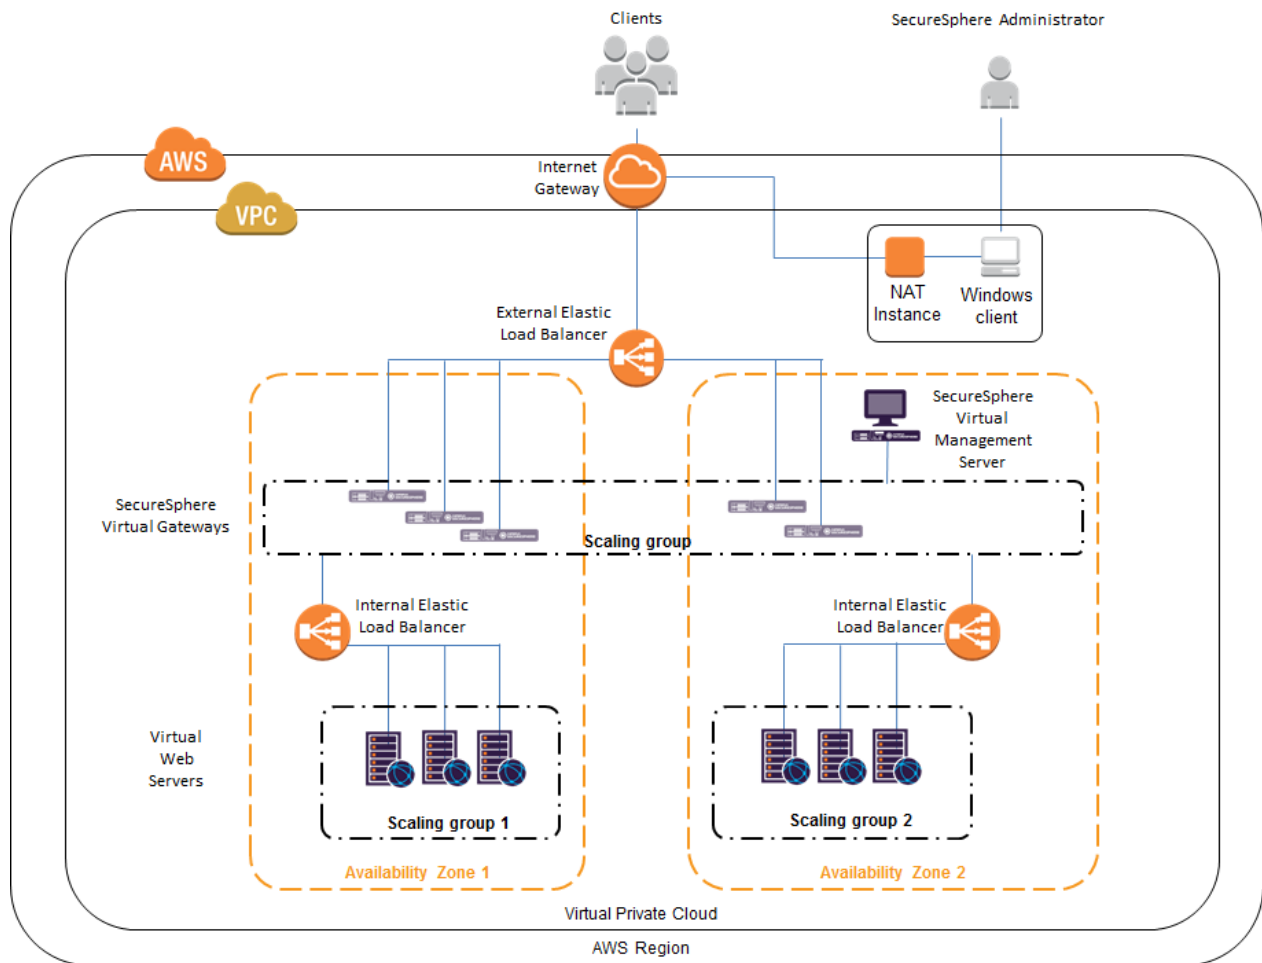 Clients
SecureSphere Administrator
AWS
Internet
Gateway
VPC
NAT
Instance
Windows
client
External Elastic
Load Balancer
SecureSphere
Virtual
Management
Server
SecureSphere
Virtual Gateways
Scaling group
Internal Elastic
Load Balancer
Internal Elastic
Load Balancer
Virtual
Web
Servers
Scaling group 1
Scaling group 2
Availability Zone 1
Availability Zone 2
Virtual Private Cloud
AWS Region